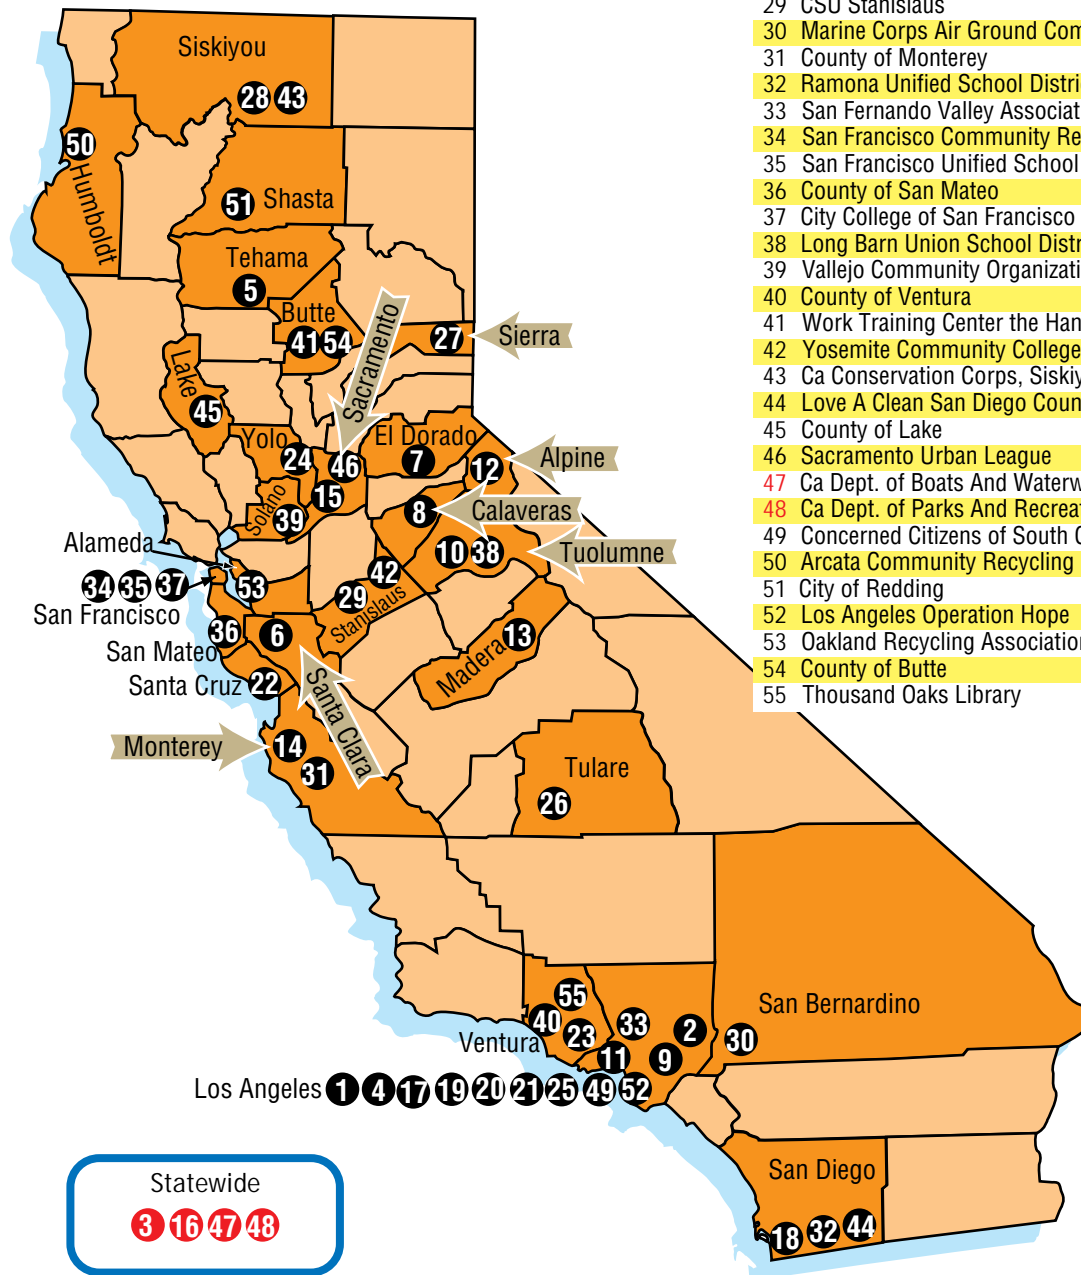 Siskiyou
28 43
50
Humboldt
51 Shasta
Tehama
5
Butte
41 54
Sacramento
27
Sierra
Lake
45
Yolo
24
46
El Dorado
7
12
Alpine
15
Solano
39
8
Calaveras
10 38
Tuolumne
Alameda
34 35 37
San Francisco
53
42
29
Stanislaus
36
San Mateo
6
13
Madera
Santa Cruz 22
Santa Clara
Monterey
14
31
Tulare
26
San Bernardino
30
55
40
23
Ventura
33
2
11
9
Los Angeles 1 4 17 19 20 21 25 49 52
San Diego
18 32 44
Statewide
3 16 47 48
29 CSU Stanislaus
30 Marine Corps Air Ground
31 County of Monterey
32 Ramona Unified School
33 San Fernando Valley
34 San Francisco Community
35 San Francisco Unified School
36 County of San Mateo
37 City College of San Francisco
38 Long Barn Union School
39 Vallejo Community
40 County of Ventura
41 Work Training Center the
42 Yosemite Community College
43 Ca Conservation Corps,
44 Love A Clean San Diego
45 County of Lake
46 Sacramento Urban League
47 Ca Dept. of Boats And
48 Ca Dept. of Parks And
49 Concerned Citizens of South
50 Arcata Community Recycling
51 City of Redding
52 Los Angeles Operation Hope
53 Oakland Recycling Association
54 County of Butte
55 Thousand Oaks Library